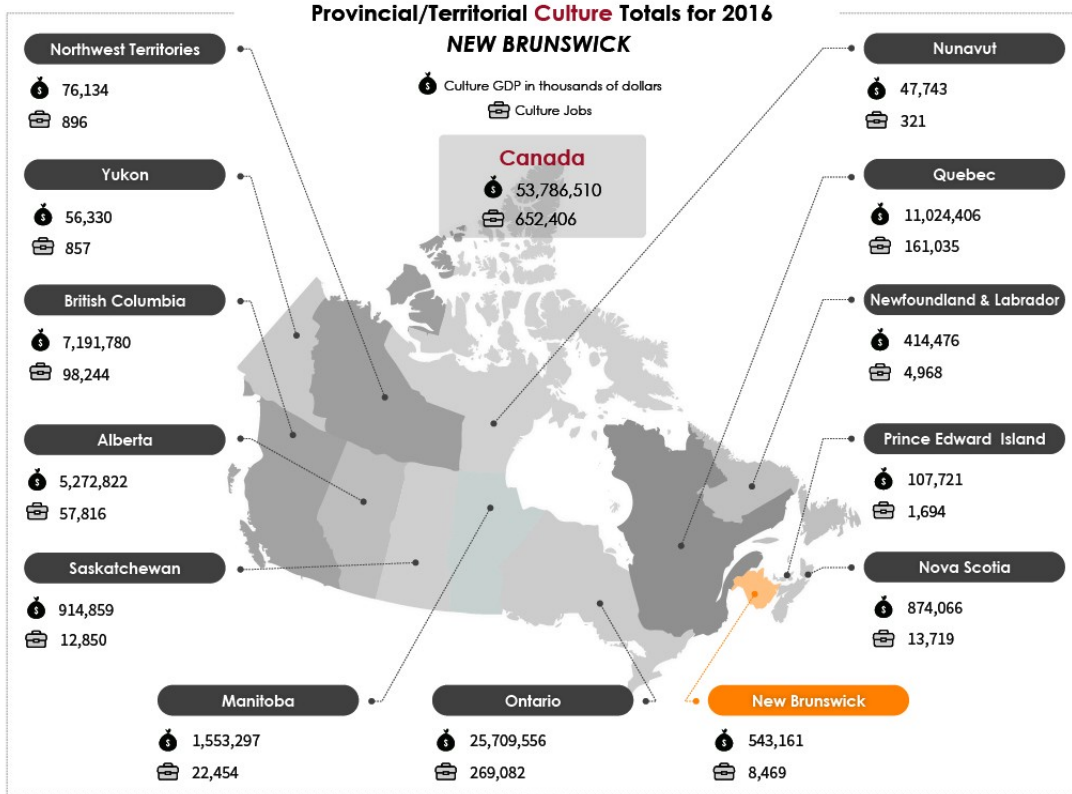 Provincial/Territorial Culture Totals for 2016
NEW BRUNSWICK
Culture GDP in thousands of dollars
Culture Jobs
Canada
53,786,510
652,406
Northwest Territories
76,134
896
Yukon
56,330
857
British Columbia
7,191,780
98,244
Alberta
5,272,822
57,816
Saskatchewan
914,859
12,850
Manitoba
1,553,297
22,454
Ontario
25,709,556
269,082
New Brunswick
543,161
8,469
Nunavut
47,743
321
Quebec
11,024,406
161,035
Newfoundland & Labrador
414,476
4,968
Prince Edward Island
107,721
1,694
Nova Scotia
874,066
13,719